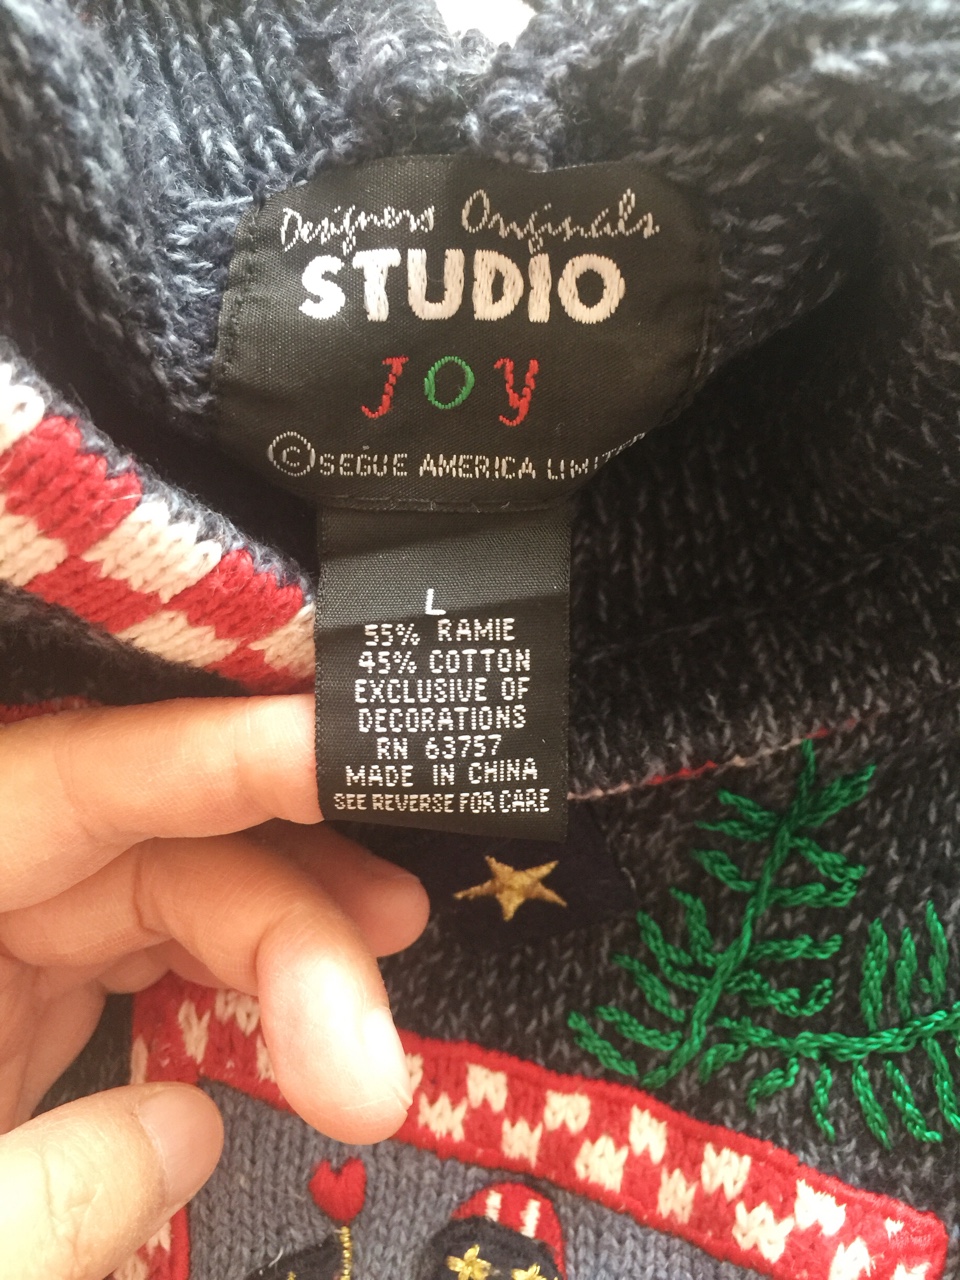 Designers Originals
STUDIO
JOY
©SEGUE AMERICA LIMITED
L
55% RAMIE
45% COTTON
EXCLUSIVE OF
DECORATIONS
RN 63757
MADE IN CHINA
SEE REVERSE FOR CARE